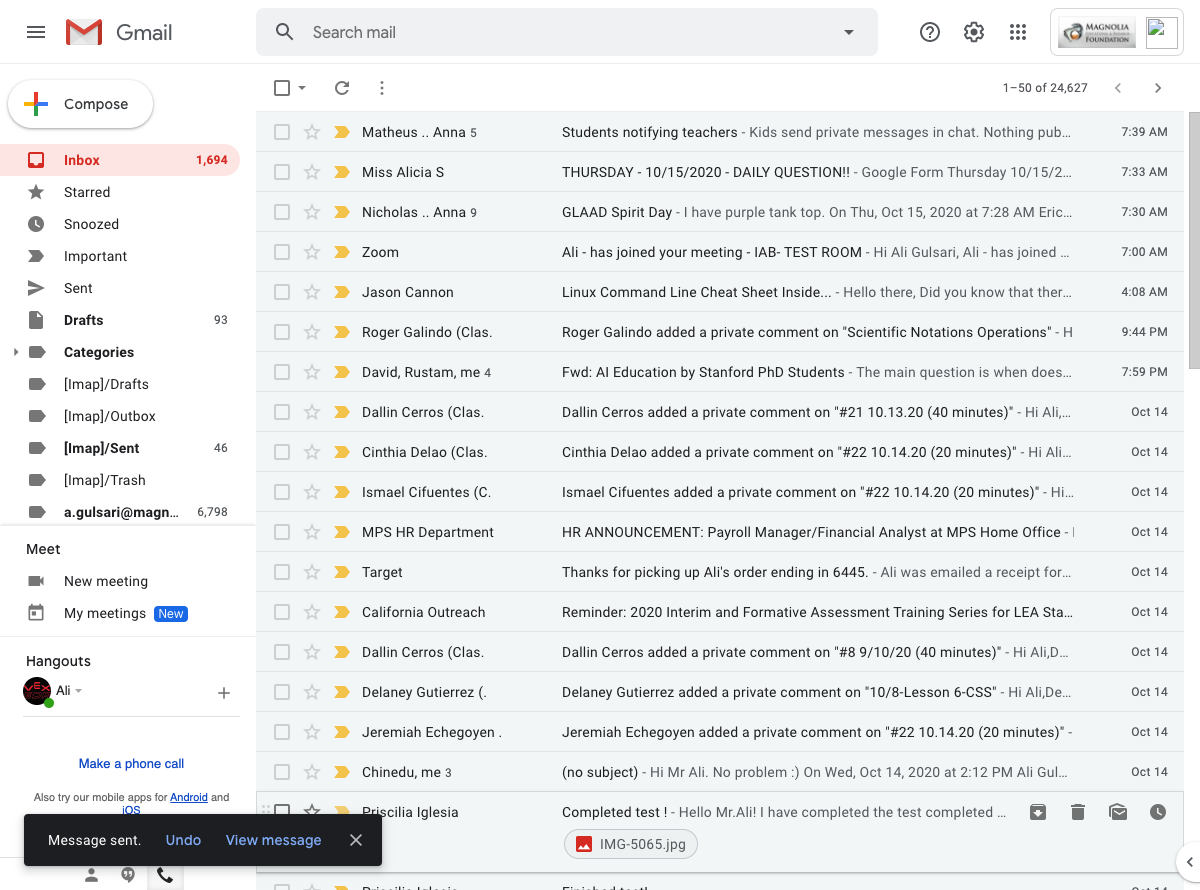 Gmail
Search mail
MAGNOLIA
FOUNDATION
Compose
1–50 of 24,627
Inbox 1,694
Starred
Snoozed
Important
Sent
Drafts 93
Categories
[Imap]/Drafts
[Imap]/Outbox
[Imap]/Sent 46
[Imap]/Trash
a.gulsari@magn... 6,798
Meet
New meeting
My meetings New
Hangouts
VEX
Ali
Make a phone call
Also try our mobile apps for Android and
iOS
Matheus .. Anna 5 Students notifying teachers - Kids send private messages in chat. Nothing pub... 7:39 AM
Miss Alicia S THURSDAY - 10/15/2020 - DAILY QUESTION!! - Google Form Thursday 10/15/2... 7:33 AM
Nicholas .. Anna 9 GLAAD Spirit Day - I have purple tank top. On Thu, Oct 15, 2020 at 7:28 AM Eric... 7:30 AM
Zoom Ali - has joined your meeting - IAB- TEST ROOM - Hi Ali Gulsari, Ali - has joined ... 7:00 AM
Jason Cannon Linux Command Line Cheat Sheet Inside... - Hello there, Did you know that ther... 4:08 AM
Roger Galindo (Clas. Roger Galindo added a private comment on "Scientific Notations Operations" - H 9:44 PM
David, Rustam, me 4 Fwd: AI Education by Stanford PhD Students - The main question is when does... 7:59 PM
Dallin Cerros (Clas. Dallin Cerros added a private comment on "#21 10.13.20 (40 minutes)" - Hi Ali,... Oct 14
Cinthia Delao (Clas. Cinthia Delao added a private comment on "#22 10.14.20 (20 minutes)" - Hi Ali... Oct 14
Ismael Cifuentes (C. Ismael Cifuentes added a private comment on "#22 10.14.20 (20 minutes)" - Hi... Oct 14
MPS HR Department HR ANNOUNCEMENT: Payroll Manager/Financial Analyst at MPS Home Office - Oct 14
Target Thanks for picking up Ali's order ending in 6445. - Ali was emailed a receipt for... Oct 14
California Outreach Reminder: 2020 Interim and Formative Assessment Training Series for LEA Sta... Oct 14
Dallin Cerros (Clas. Dallin Cerros added a private comment on "#8 9/10/20 (40 minutes)" - Hi Ali,D... Oct 14
Delaney Gutierrez (. Delaney Gutierrez added a private comment on "10/8-Lesson 6-CSS" - Hi Ali,De... Oct 14
Jeremiah Echegoyen . Jeremiah Echegoyen added a private comment on "#22 10.14.20 (20 minutes)" - Oct 14
Chinedu, me 3 (no subject) - Hi Mr Ali. No problem :) On Wed, Oct 14, 2020 at 2:12 PM Ali Gul... Oct 14
Priscilia Iglesia Completed test ! - Hello Mr.Ali! I have completed the test completed ...
IMG-5065.jpg
Priscilia Iglesia Finished test! Oct 14
Message sent. Undo View message